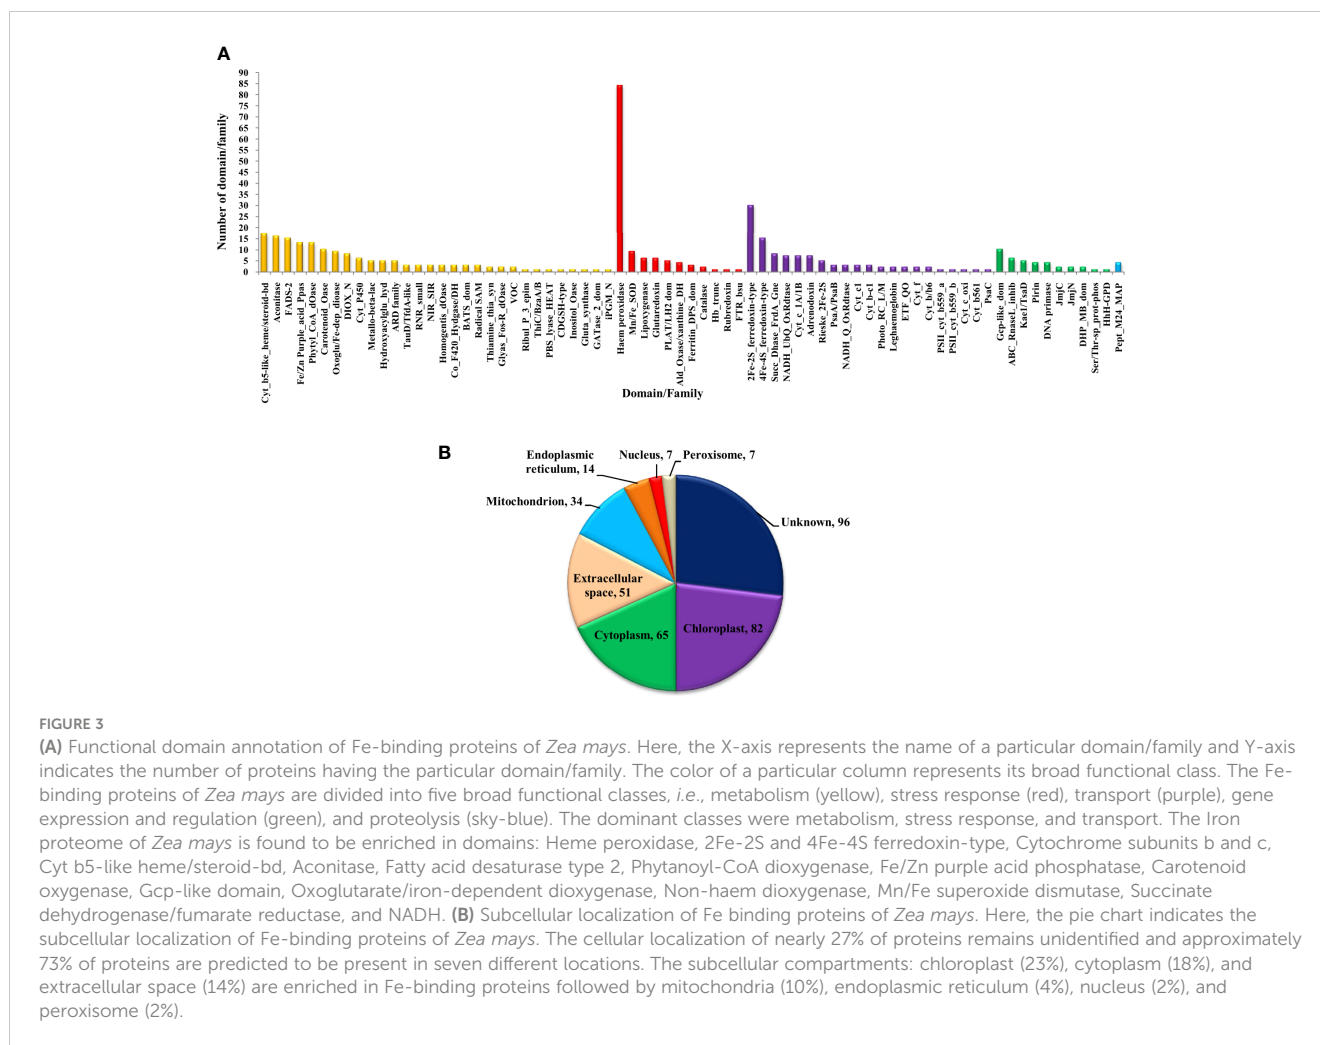 A
Number of domain/family
90
85
80
75
70
65
60
55
50
45
40
35
30
25
20
15
10
5
0
Cyt_b5-like_heme/steroid-bd
Aconitase
FADS-2
Fe/Zn Purple_acid_Ppas
Phytyl_CoA_dOase
Carotenoid_Oase
Oxoglu/Fe-dep_dioase
DIOX_N
Cyt_P450
Metallo-beta-lac
Hydroxyacylglu_hyd
ARD family
TauD/TfdA-like
RNR_small
NIR_SIR
Homogentis_dOase
Co_F420_Hydgase/DH
BATS_dom
Radical SAM
Thiamine_thia_syn
Glyas_Fos-R_dOase
VOC
Ribul_P_3_epim
ThiC/BzaA/B
PBS_lyase_HEAT
CDGSH-type
Inositol_Oase
Gluta_synthase
GATase_2_dom
iPGM_N
Haem peroxidase
Mn/Fe_SOD
Lipoxygenase
Glutaredoxin
PLAT/LH2 dom
Ald_Oxase/xanthine_DH
Ferritin_DPS_dom
Catalase
Hb_trunc
Rubredoxin
FTR_bsu
2Fe-2S_ferredoxin-type
4Fe-4S_ferredoxin-type
Succ_Dhase_FrdA_Gne
NADH_UbQ_OxRdtase
Cyt_c_1A/1B
Adrenodoxin
Rieske_2Fe-2S
PsaA/PsaB
NADH_Q_OxRdtase
Cyt_c1
Cyt_b-c1
Photo_RC_L/M
Leghaemoglobin
ETF_QO
Cyt_f
Cyt_b/b6
PSII_cyt_b559_a
PSII_cyt_b559_b
Cyt_c_oxi
Cyt_b561
PsaC
Gcp-like_dom
ABC_RnaseL_inhib
Kae1/TsaD
Pirin
DNA primase
JmjC
JmjN
DHP_MB_dom
Ser/Thr-sp_prot-phos
HhH-GPD
Pept_M24_MAP
Domain/Family
B
Endoplasmic
reticulum, 14
Nucleus, 7
Peroxisome, 7
Mitochondrion, 34
Unknown, 96
Extracellular
space, 51
Chloroplast, 82
Cytoplasm, 65
FIGURE 3
(A) Functional domain annotation of Fe-binding proteins of Zea mays. Here, the X-axis represents the name of a particular domain/family and Y-axis
indicates the number of proteins having the particular domain/family. The color of a particular column represents its broad functional class. The Fe-
binding proteins of Zea mays are divided into five broad functional classes, i.e., metabolism (yellow), stress response (red), transport (purple), gene
expression and regulation (green), and proteolysis (sky-blue). The dominant classes were metabolism, stress response, and transport. The Iron
proteome of Zea mays is found to be enriched in domains: Heme peroxidase, 2Fe-2S and 4Fe-4S ferredoxin-type, Cytochrome subunits b and c,
Cyt b5-like heme/steroid-bd, Aconitase, Fatty acid desaturase type 2, Phytanoyl-CoA dioxygenase, Fe/Zn purple acid phosphatase, Carotenoid
oxygenase, Gcp-like domain, Oxoglutarate/iron-dependent dioxygenase, Non-haem dioxygenase, Mn/Fe superoxide dismutase, Succinate
dehydrogenase/fumarate reductase, and NADH. (B) Subcellular localization of Fe binding proteins of Zea mays. Here, the pie chart indicates the
subcellular localization of Fe-binding proteins of Zea mays. The cellular localization of nearly 27% of proteins remains unidentified and approximately
73% of proteins are predicted to be present in seven different locations. The subcellular compartments: chloroplast (23%), cytoplasm (18%), and
extracellular space (14%) are enriched in Fe-binding proteins followed by mitochondria (10%), endoplasmic reticulum (4%), nucleus (2%), and
peroxisome (2%).